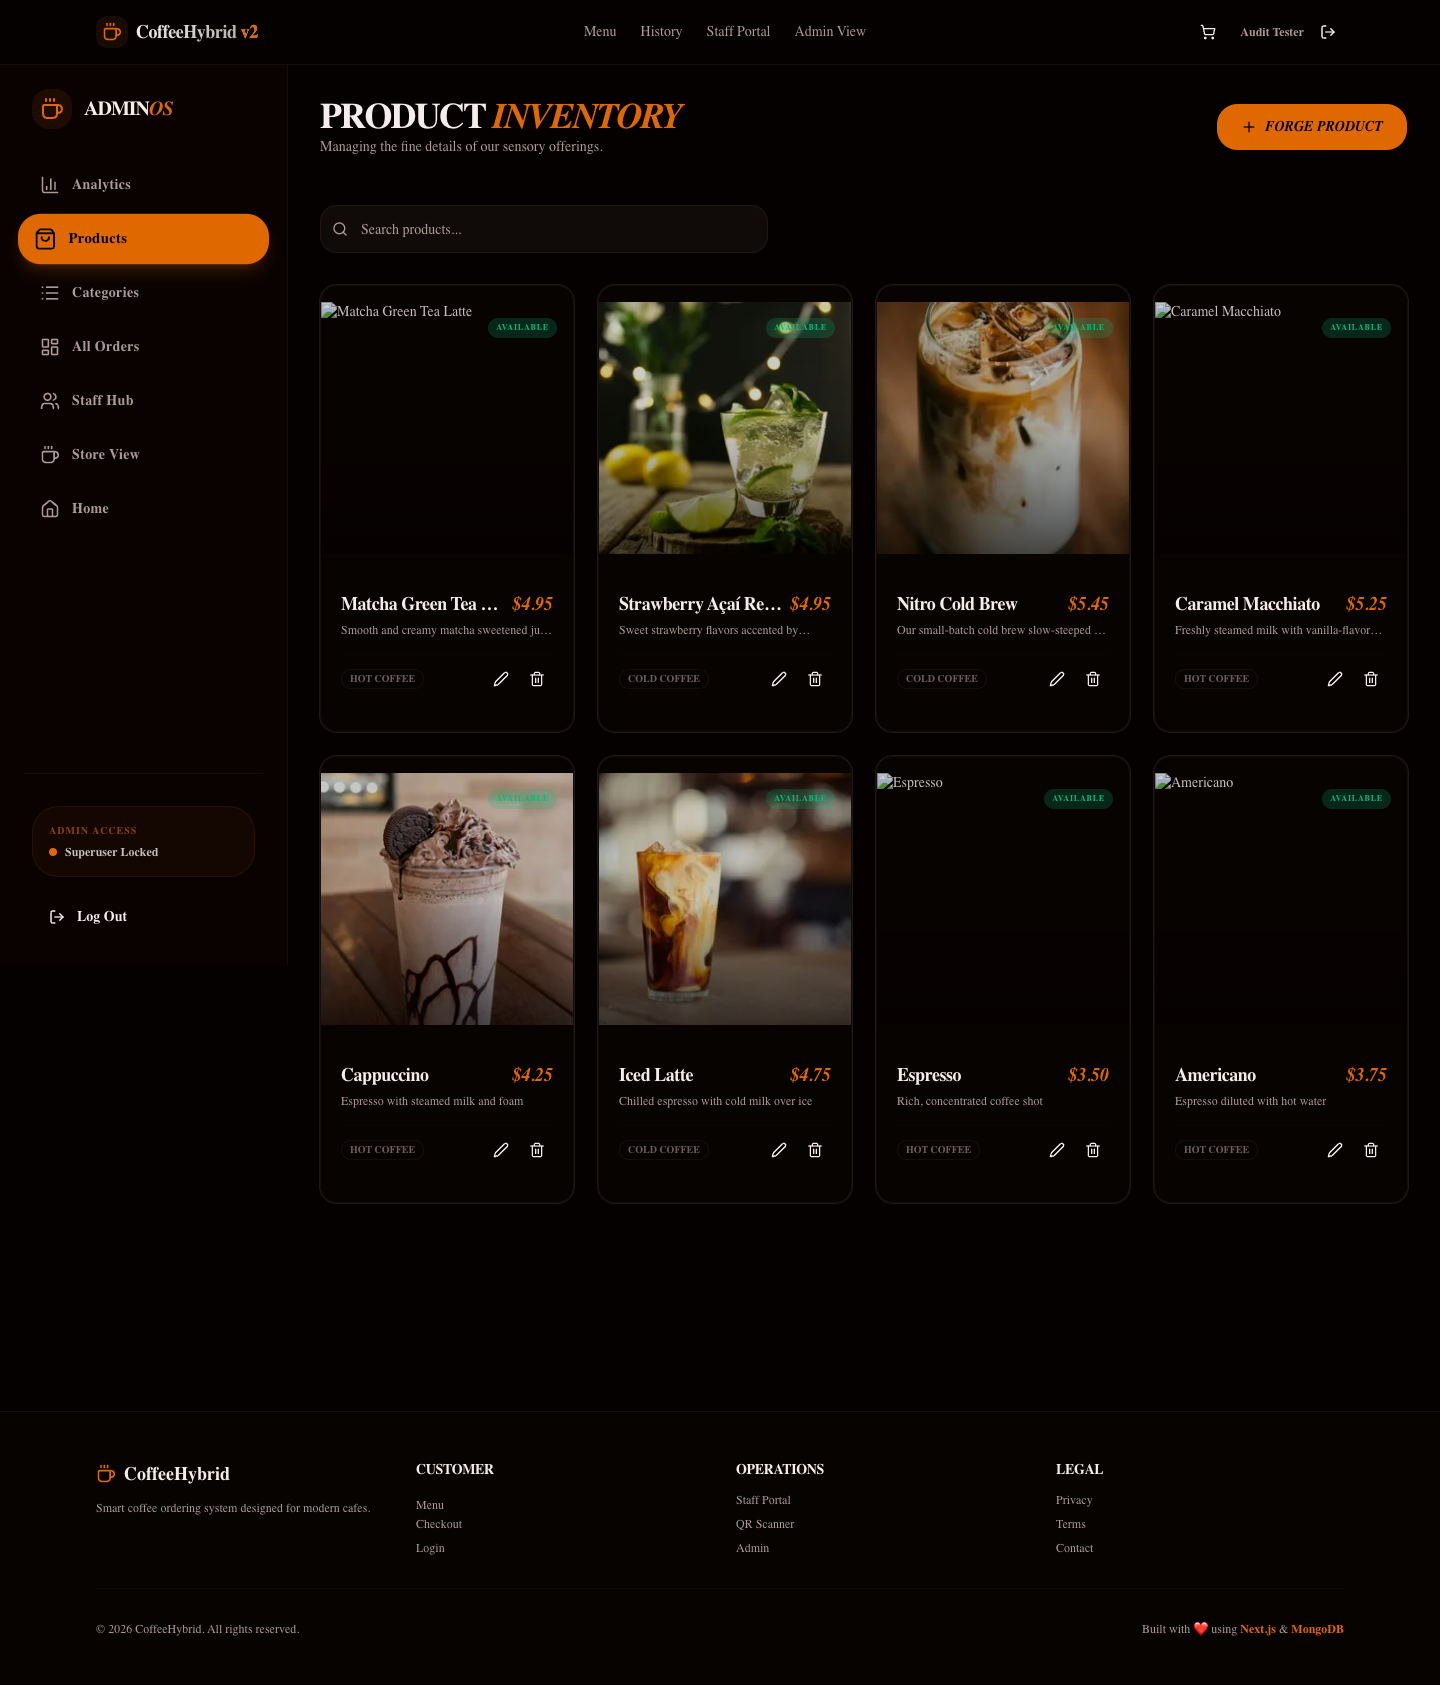 CoffeeHybrid v2
Menu
History
Staff Portal
Admin View
Audit Tester
ADMINOS
Analytics
Products
Categories
All Orders
Staff Hub
Store View
Home
ADMIN ACCESS
Superuser Locked
Log Out
PRODUCT INVENTORY
Managing the fine details of our sensory offerings.
FORGE PRODUCT
Search products...
Matcha Green Tea Latte
AVAILABLE
Matcha Green Tea … $4.95
Smooth and creamy matcha sweetened ju…
HOT COFFEE
AVAILABLE
Strawberry Açaí Re… $4.95
Sweet strawberry flavors accented by…
COLD COFFEE
AVAILABLE
Nitro Cold Brew $5.45
Our small-batch cold brew slow-steeped …
COLD COFFEE
Caramel Macchiato
AVAILABLE
Caramel Macchiato $5.25
Freshly steamed milk with vanilla-flavor…
HOT COFFEE
AVAILABLE
Cappuccino $4.25
Espresso with steamed milk and foam
HOT COFFEE
AVAILABLE
Iced Latte $4.75
Chilled espresso with cold milk over ice
COLD COFFEE
Espresso
AVAILABLE
Espresso $3.50
Rich, concentrated coffee shot
HOT COFFEE
Americano
AVAILABLE
Americano $3.75
Espresso diluted with hot water
HOT COFFEE
CoffeeHybrid
Smart coffee ordering system designed for modern cafes.
CUSTOMER
Menu
Checkout
Login
OPERATIONS
Staff Portal
QR Scanner
Admin
LEGAL
Privacy
Terms
Contact
© 2026 CoffeeHybrid. All rights reserved.
Built with ❤️ using Next.js & MongoDB